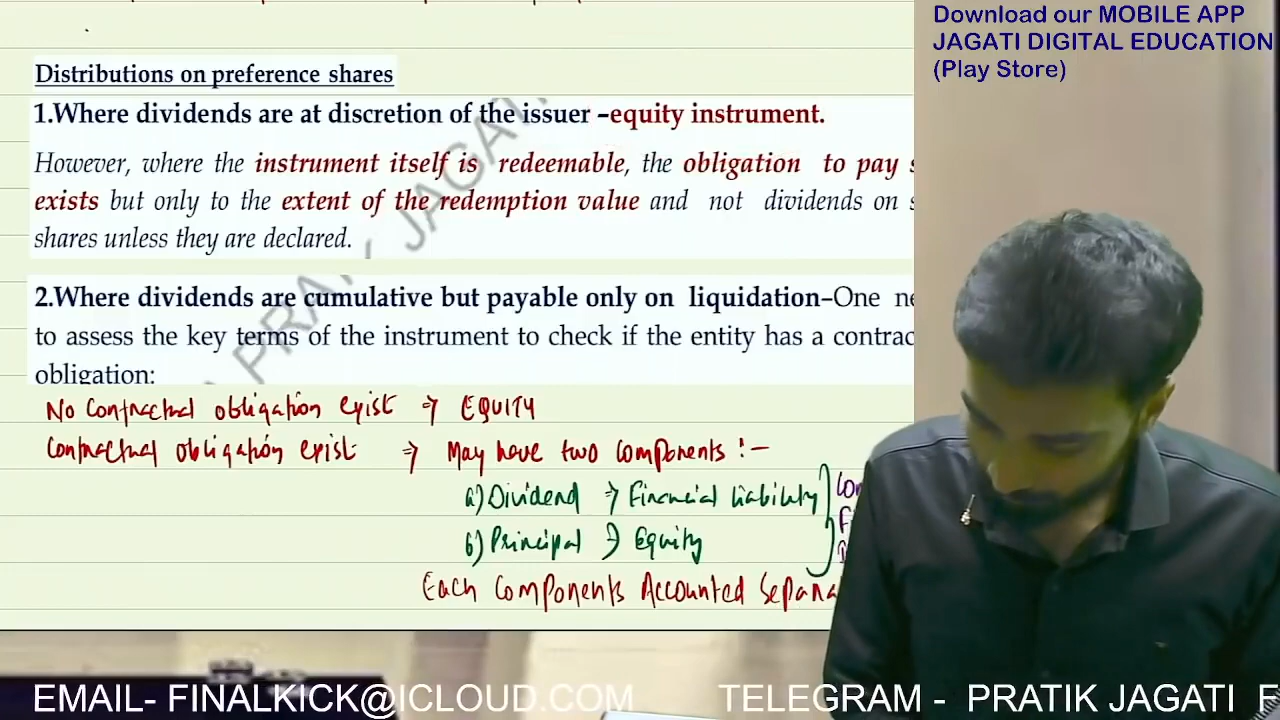 Download our MOBILE APP
JAGATI DIGITAL EDUCATION
(Play Store)
Distributions on preference shares
1.Where dividends are at discretion of the issuer –equity instrument.
However, where the instrument itself is redeemable, the obligation to pay
exists but only to the extent of the redemption value and not dividends on
shares unless they are declared.
2.Where dividends are cumulative but payable only on liquidation–One
to assess the key terms of the instrument to check if the entity has a
obligation:
No Contractual obligation exist ⇒ EQUITY
Contractual obligation exist ⇒ May have two components :-
a) Dividend ⇒ Financial liability
b) Principal ⇒ Equity
Each Components Accounted
PRATIK JAGATI
EMAIL- FINALKICK@ICLOUD.COM TELEGRAM - PRATIK JAGATI